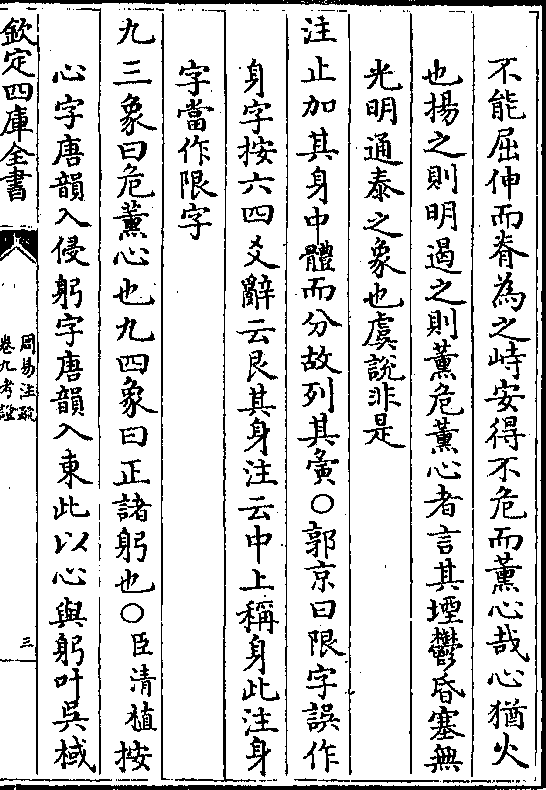 不能屈伸而脊為之峙安得不危而薰心哉心猶火
也揚之則明遏之則薰危薰心者言其堙鬱昏塞無
光明通泰之象也虞説非是
注止加其身中體而分故列其夤〇郭京曰限字誤作
身字按六四爻辭云艮其身注云中上稱身此注身
字當作限字
九三象曰危薰心也九四象曰正諸躬也〇臣清植按
心字唐韻入侵躬字唐韻入東此以心與躬叶吳棫
欽定四庫全書
周易注疏
卷九考證
三